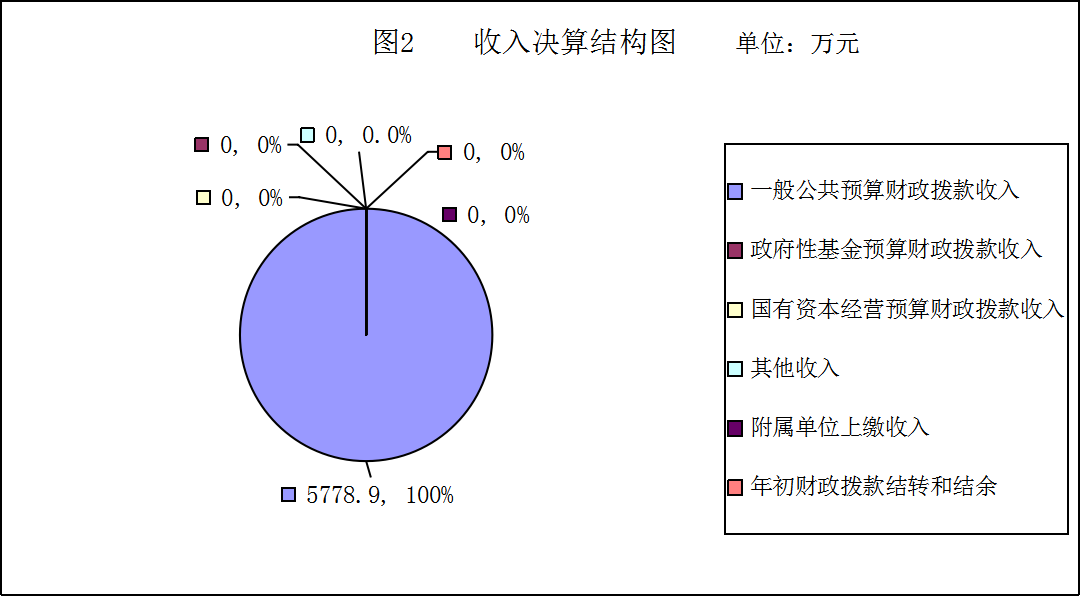 图2 收入决算结构图 单位：万元
0, 0.0%
0, 0%
0, 0%
0, 0%
0, 0%
5778.9, 100%
一般公共预算财政拨款收入
政府性基金预算财政拨款收入
国有资本经营预算财政拨款收入
其他收入
附属单位上缴收入
年初财政拨款结转和结余